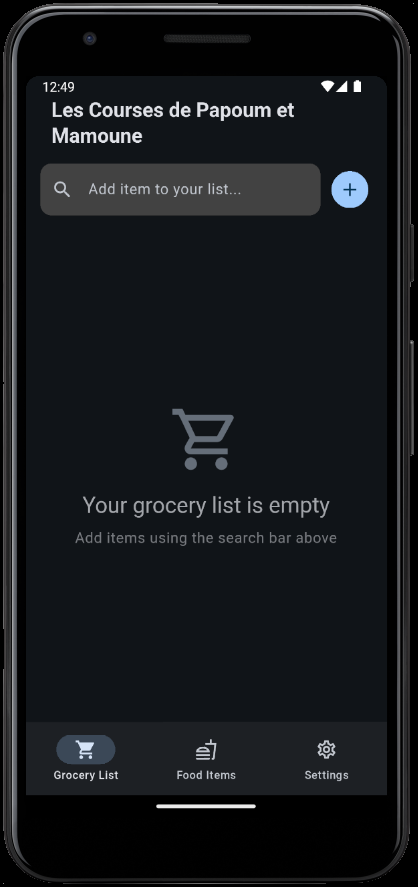 12:49
Les Courses de Papoum et
Mamoune
Add item to your list...
Your grocery list is empty
Add items using the search bar above
Grocery List
Food Items
Settings